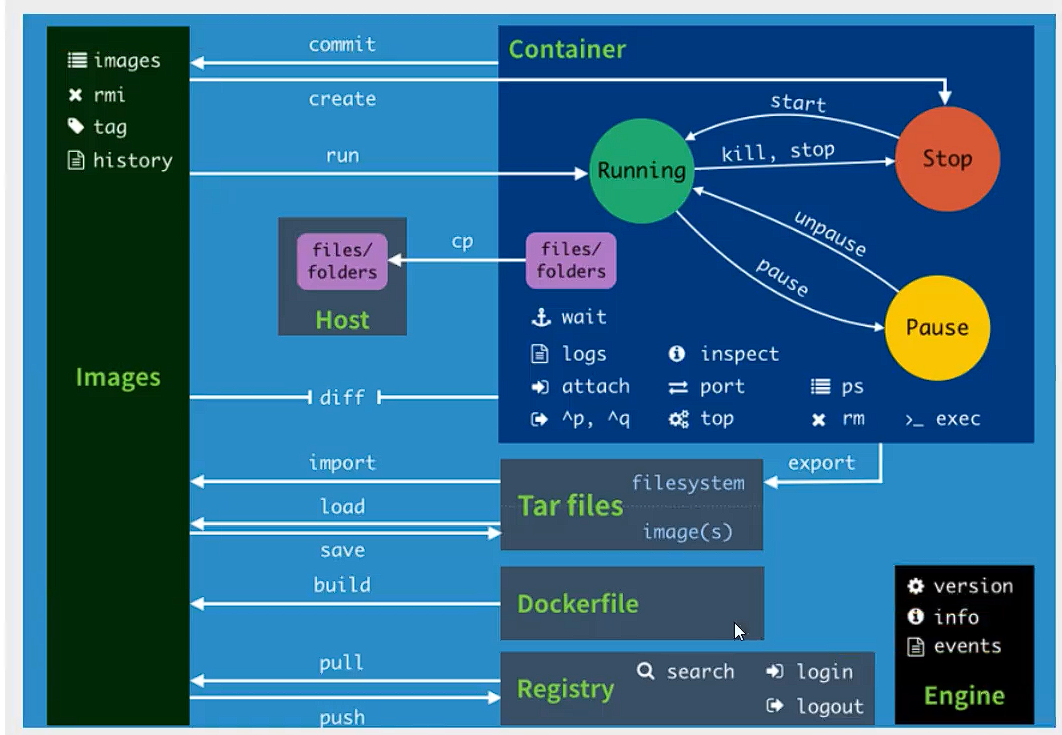 images
rmi
tag
history
Images
commit
create
run
cp
files/
folders
Host
diff
import
load
save
build
pull
push
Container
start
kill, stop
Running
Stop
unpause
pause
Pause
files/
folders
wait
logs
inspect
attach
port
ps
^p, ^q
top
rm
>_ exec
export
filesystem
Tar files
image(s)
Dockerfile
Registry
search
login
logout
version
info
events
Engine